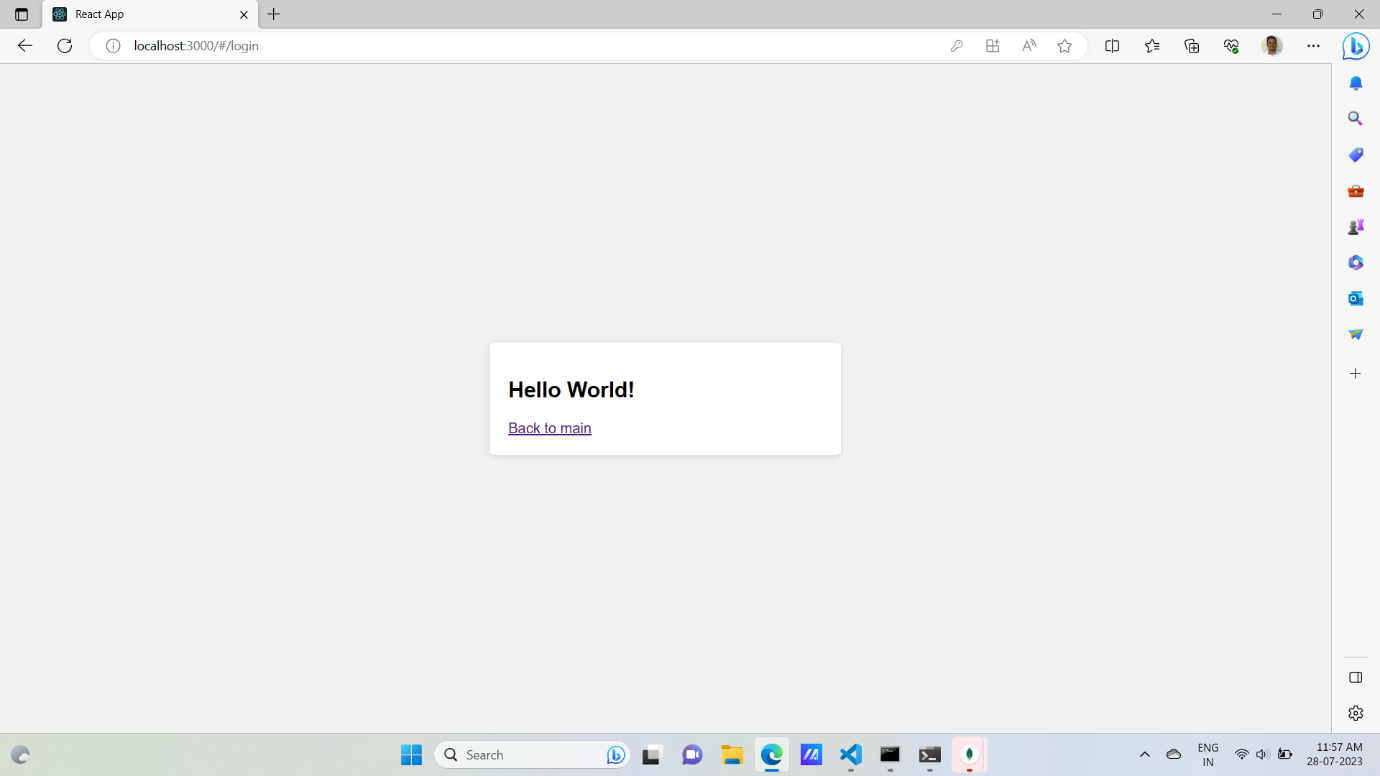 React App
localhost:3000/#/login
Hello World!
Back to main
Search
ENG
IN
11:57 AM
28-07-2023